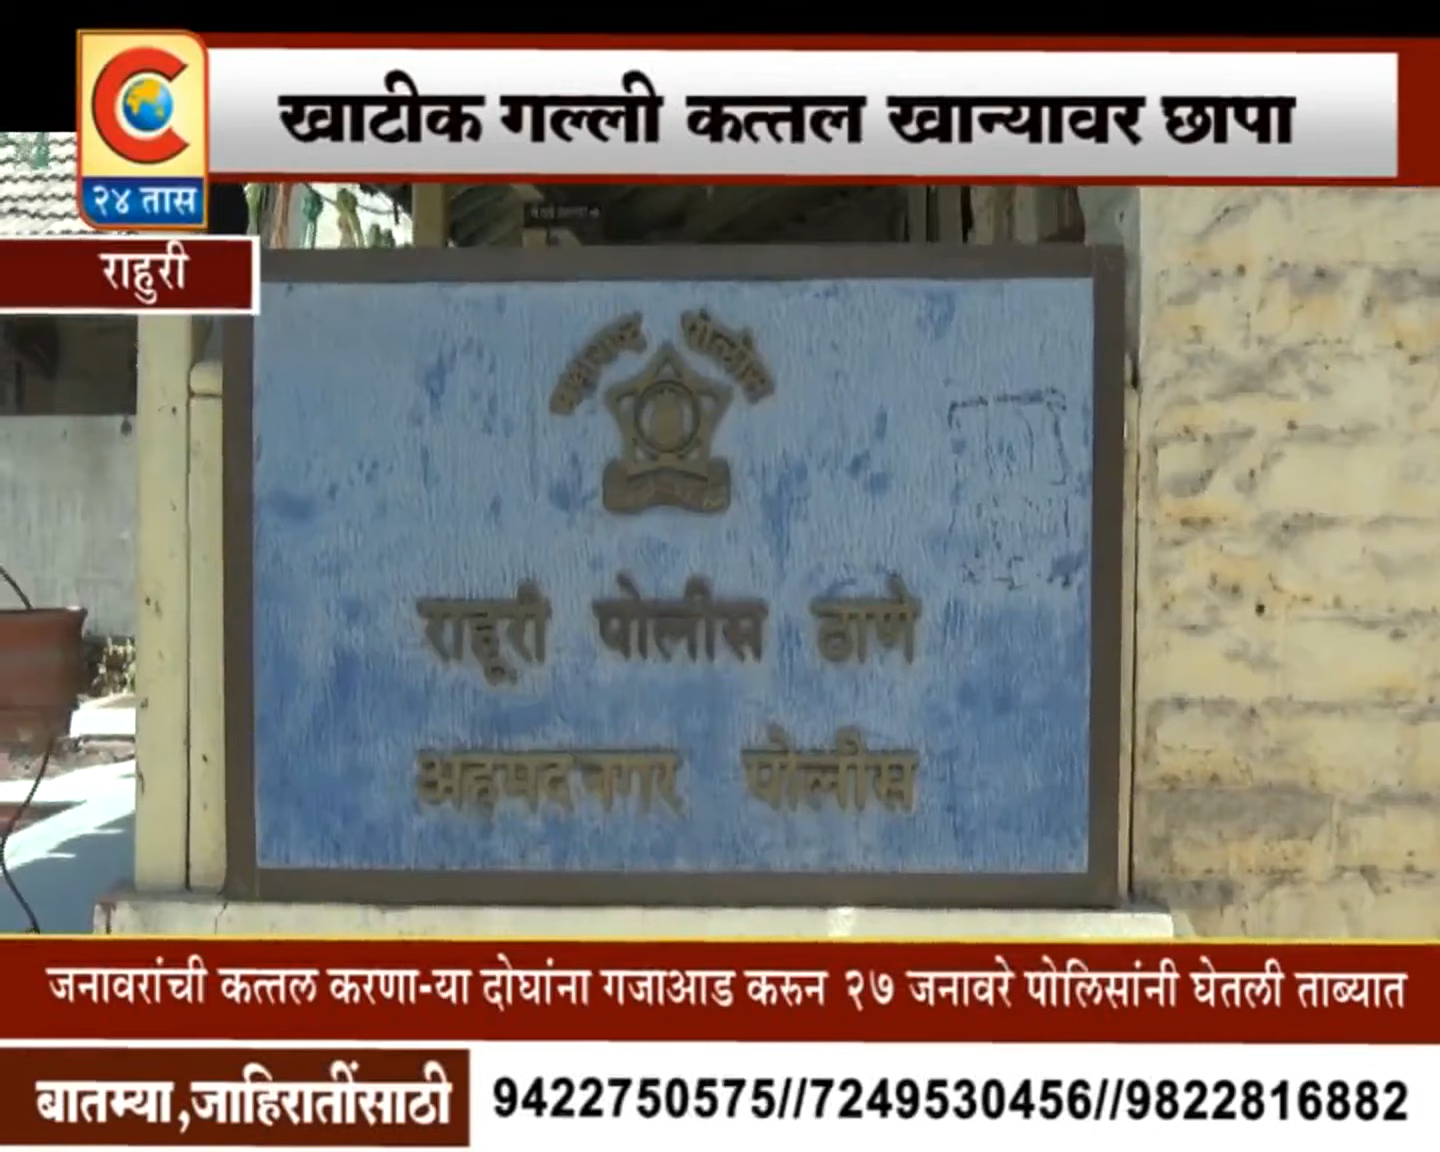 खाटीक गल्ली कत्तल खान्यावर छापा
C
२४ तास
राहुरी
महाराष्ट्र पोलीस
राहूरी पोलीस ठाणे
अहमदनगर पोलीस
जनावरांची कत्तल करणा-या दोघांना गजाआड करुन २७ जनावरे पोलिसांनी घेतली ताब्यात
बातम्या,जाहिरातींसाठी
9422750575//7249530456//9822816882